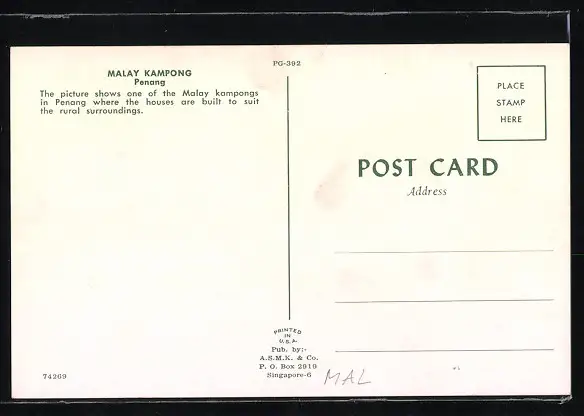 MALAY KAMPONG
Penang
The picture shows one of the Malay kampongs
in Penang where the houses are built to suit
the rural surroundings.
74269
PG-392
PRINTED
IN
U.S.A.
Pub. by:-
A.S.M.K. & Co.
P. O. Box 2919
Singapore-6
MAL
PLACE
STAMP
HERE
POST CARD
Address